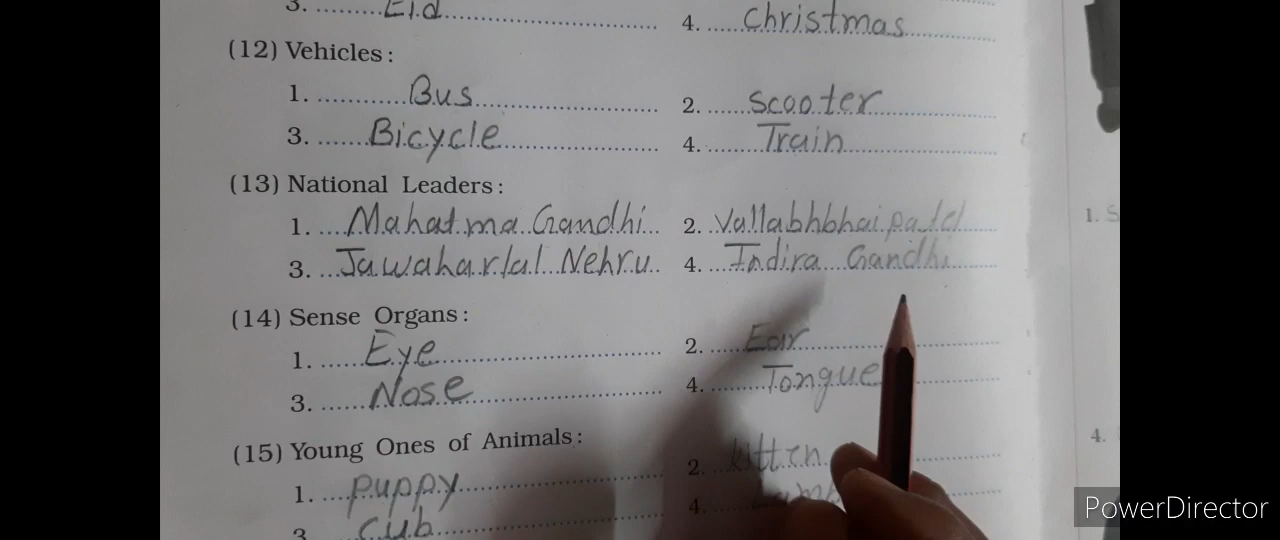 3. Eid 4. Christmas
(12) Vehicles :
1. Bus 2. Scooter
3. Bicycle 4. Train
(13) National Leaders :
1. Mahatma Gandhi 2. Vallabhbhai patel
3. Jawaharlal Nehru 4. Indira Gandhi
(14) Sense Organs :
1. Eye 2. Ear
3. Nose 4. Tongue
(15) Young Ones of Animals :
1. puppy 2. kitten
3. Cub 4.
1. S
4.
PowerDirector